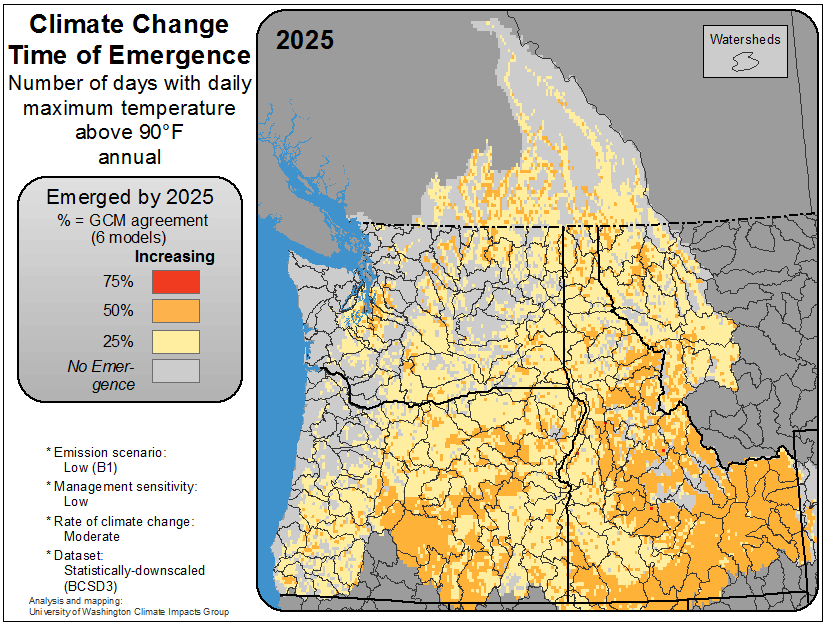 Climate Change
Time of Emergence
Number of days with daily
maximum temperature
above 90°F
annual
Emerged by 2025
% = GCM agreement
(6 models)
Increasing
75%
50%
25%
No Emer-
gence
* Emission scenario:
Low (B1)
* Management sensitivity:
Low
* Rate of climate change:
Moderate
* Dataset:
Statistically-downscaled
(BCSD3)
Analysis and mapping:
University of Washington Climate Impacts Group
2025
Watersheds